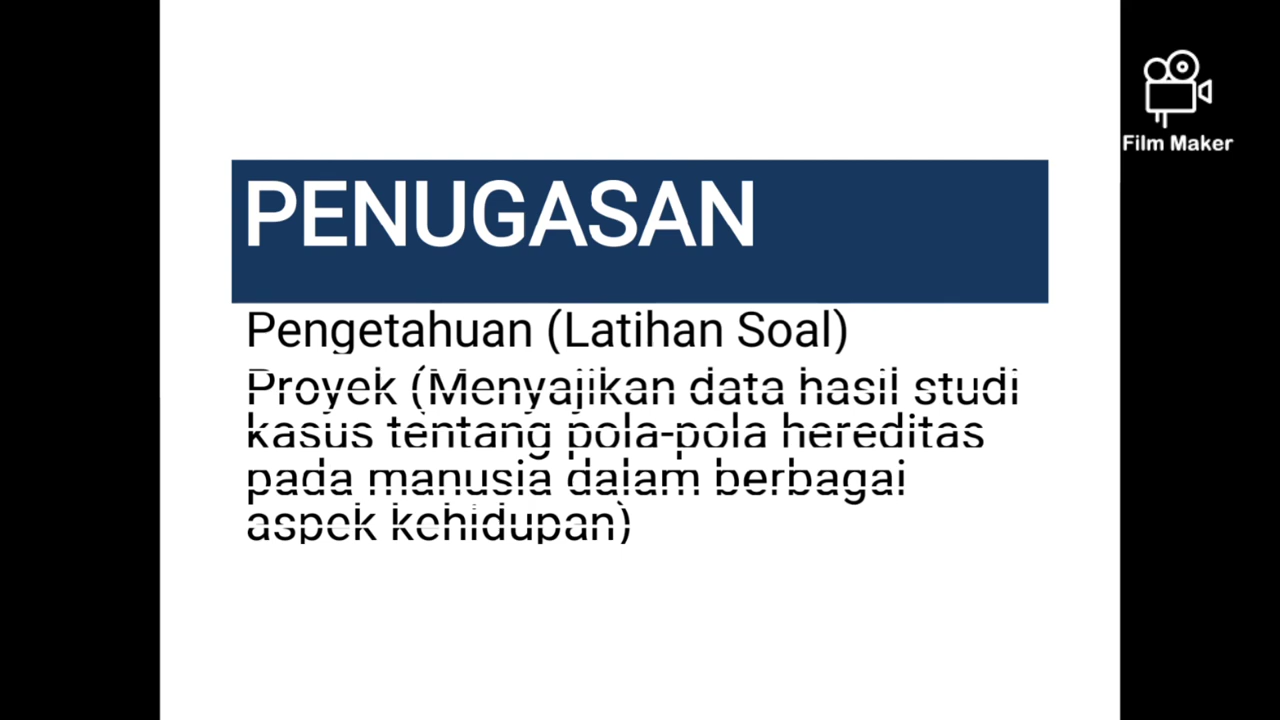 PENUGASAN
Pengetahuan (Latihan Soal)
Proyek (Menyajikan data hasil studi
kasus tentang pola-pola hereditas
pada manusia dalam berbagai
aspek kehidupan)
Film Maker